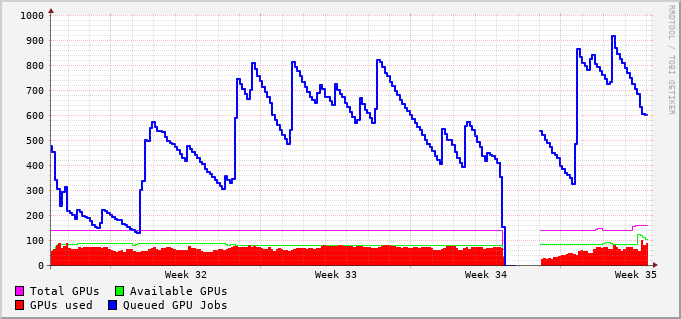 1000
900
800
700
600
500
400
300
200
100
0
Week 32 Week 33 Week 34 Week 35
Total GPUs Available GPUs
GPUs used Queued GPU Jobs
RRDTOOL / TOBI OETIKER